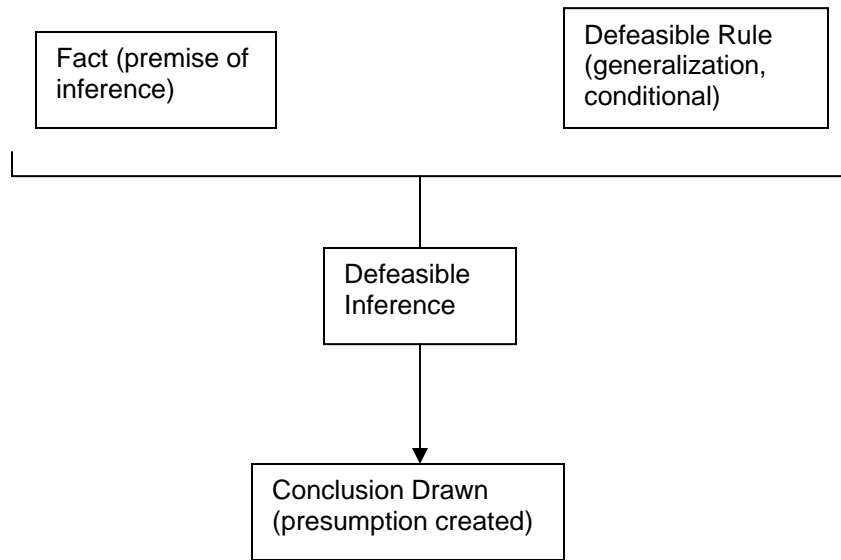 Fact (premise of
inference)
Defeasible Rule
(generalization,
conditional)
Defeasible
Inference
Conclusion Drawn
(presumption created)